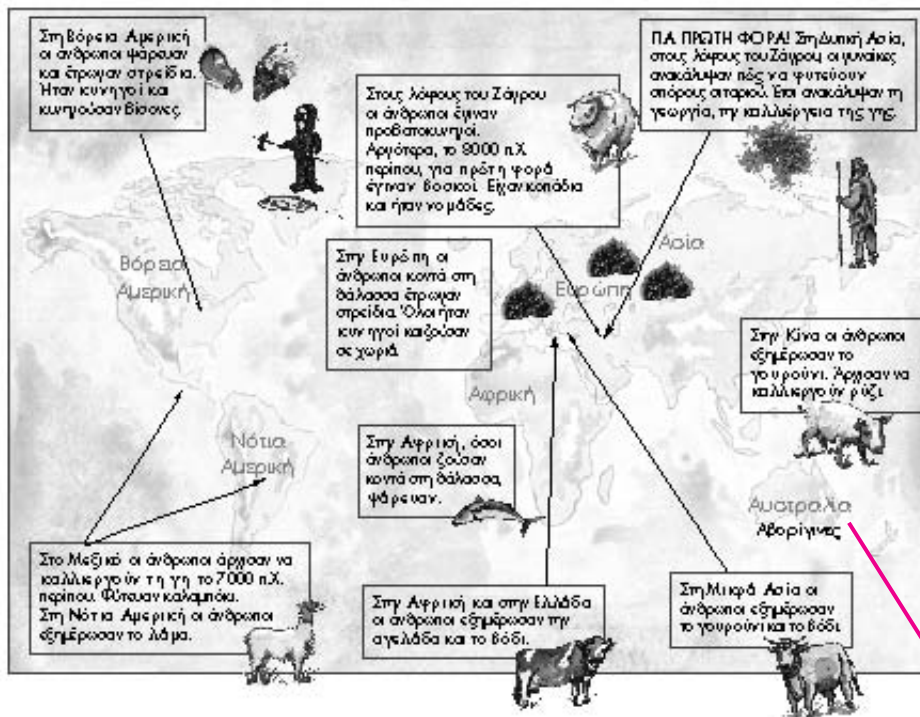 Στη Βόρεια Αμερική
οι άνθρωποι ψάρευαν
και έτρωγαν στρείδια.
Ήταν κυνηγοί και
κυνηγούσαν βίσονες.
Στους λόφους του Ζάγρου
οι άνθρωποι έγιναν
προβατοκυνηγοί.
Αργότερα, το 8000 π.Χ.
περίπου, για πρώτη φορά
έγιναν βοσκοί. Είχαν κοπάδια
και ήταν νομάδες.
ΓΙΑ ΠΡΩΤΗ ΦΟΡΑ! Στη Δυτική Ασία,
στους λόφους του Ζάγρου, οι γυναίκες
ανακάλυψαν πώς να φυτεύουν
σπόρους σιταριού. Έτσι ανακάλυψαν τη
γεωργία, την καλλιέργεια της γης.
Βόρεια
Αμερική
Στην Ευρώπη οι
άνθρωποι κοντά στη
θάλασσα έτρωγαν
στρείδια. Όλοι ήταν
κυνηγοί και ζούσαν
σε χωριά.
Ασία
Ευρώπη
Στην Κίνα οι άνθρωποι
εξημέρωσαν το
γουρούνι. Άρχισαν να
καλλιεργούν ρύζι.
Αφρική
Νότια
Αμερική
Στην Αφρική, όσοι
άνθρωποι ζούσαν
κοντά στη θάλασσα,
ψάρευαν.
Αυστραλία
Αβορίγινες
Στο Μεξικό οι άνθρωποι άρχισαν να
καλλιεργούν τη γη το 7000 π.Χ.
περίπου. Φύτευαν καλαμπόκι.
Στη Νότια Αμερική οι άνθρωποι
εξημέρωσαν το λάμα.
Στην Αφρική και στην Ελλάδα
οι άνθρωποι εξημέρωσαν την
αγελάδα και το βόδι.
Στη Μικρά Ασία οι
άνθρωποι εξημέρωσαν
το γουρούνι και το βόδι.